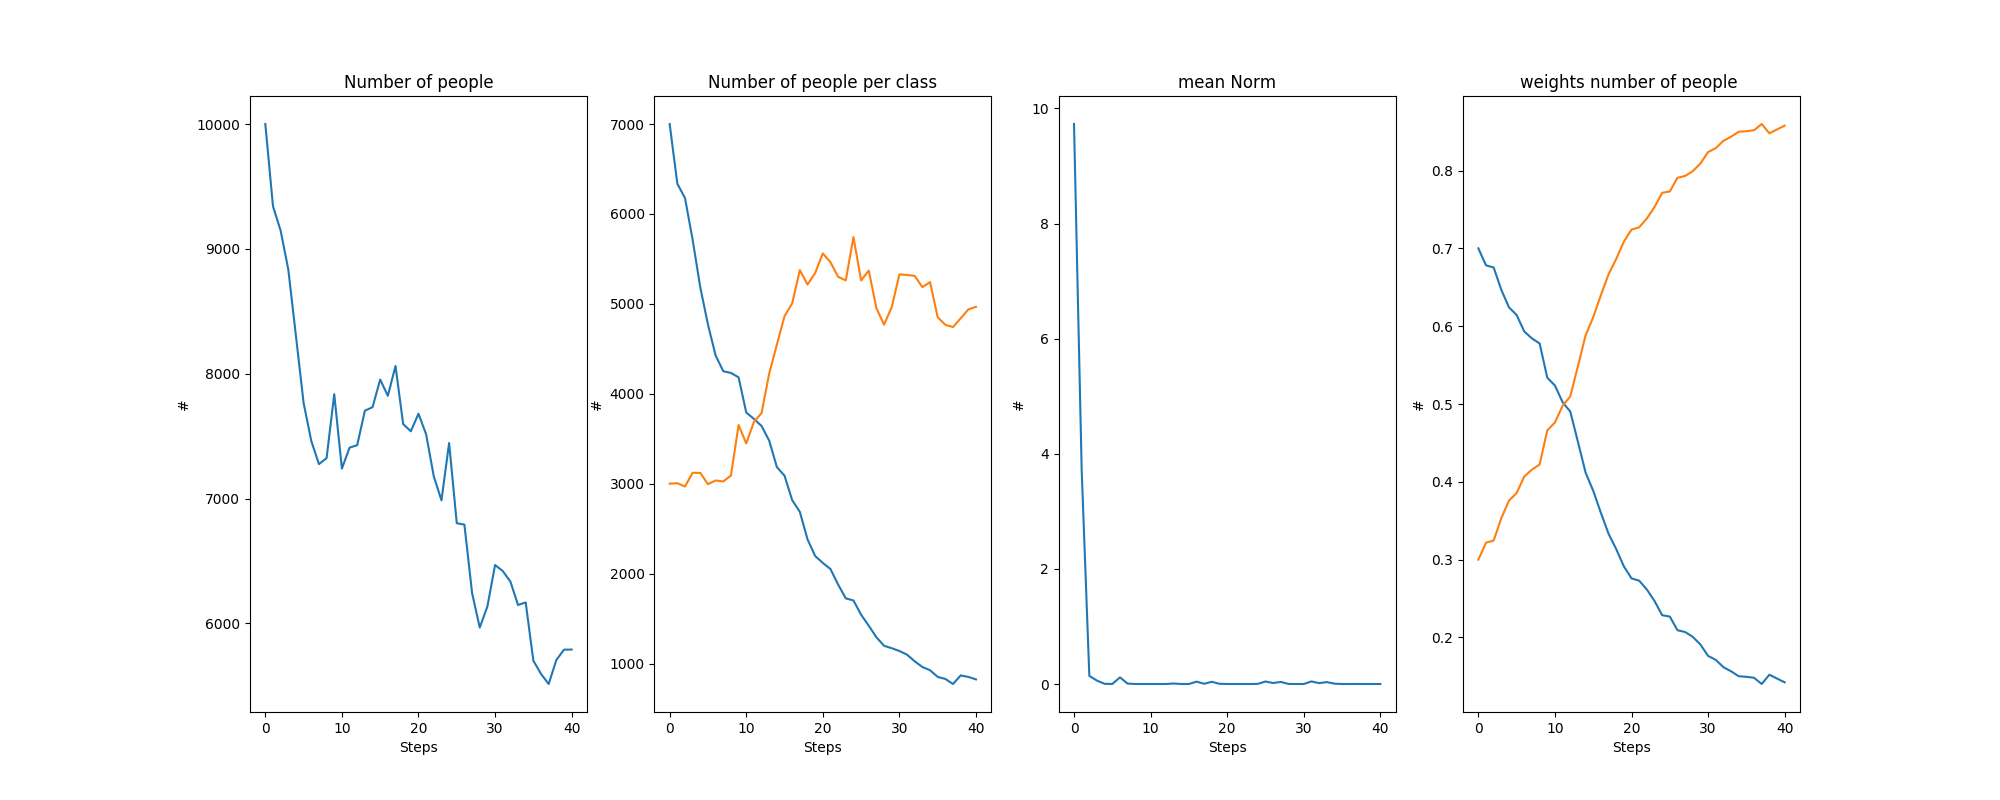 Number of people
10000
9000
8000
7000
6000
#
0 10 20 30 40
Steps
Number of people per class
7000
6000
5000
4000
3000
2000
1000
#
0 10 20 30 40
Steps
mean Norm
10
8
6
4
2
0
#
0 10 20 30 40
Steps
weights number of people
0.8
0.7
0.6
0.5
0.4
0.3
0.2
#
0 10 20 30 40
Steps